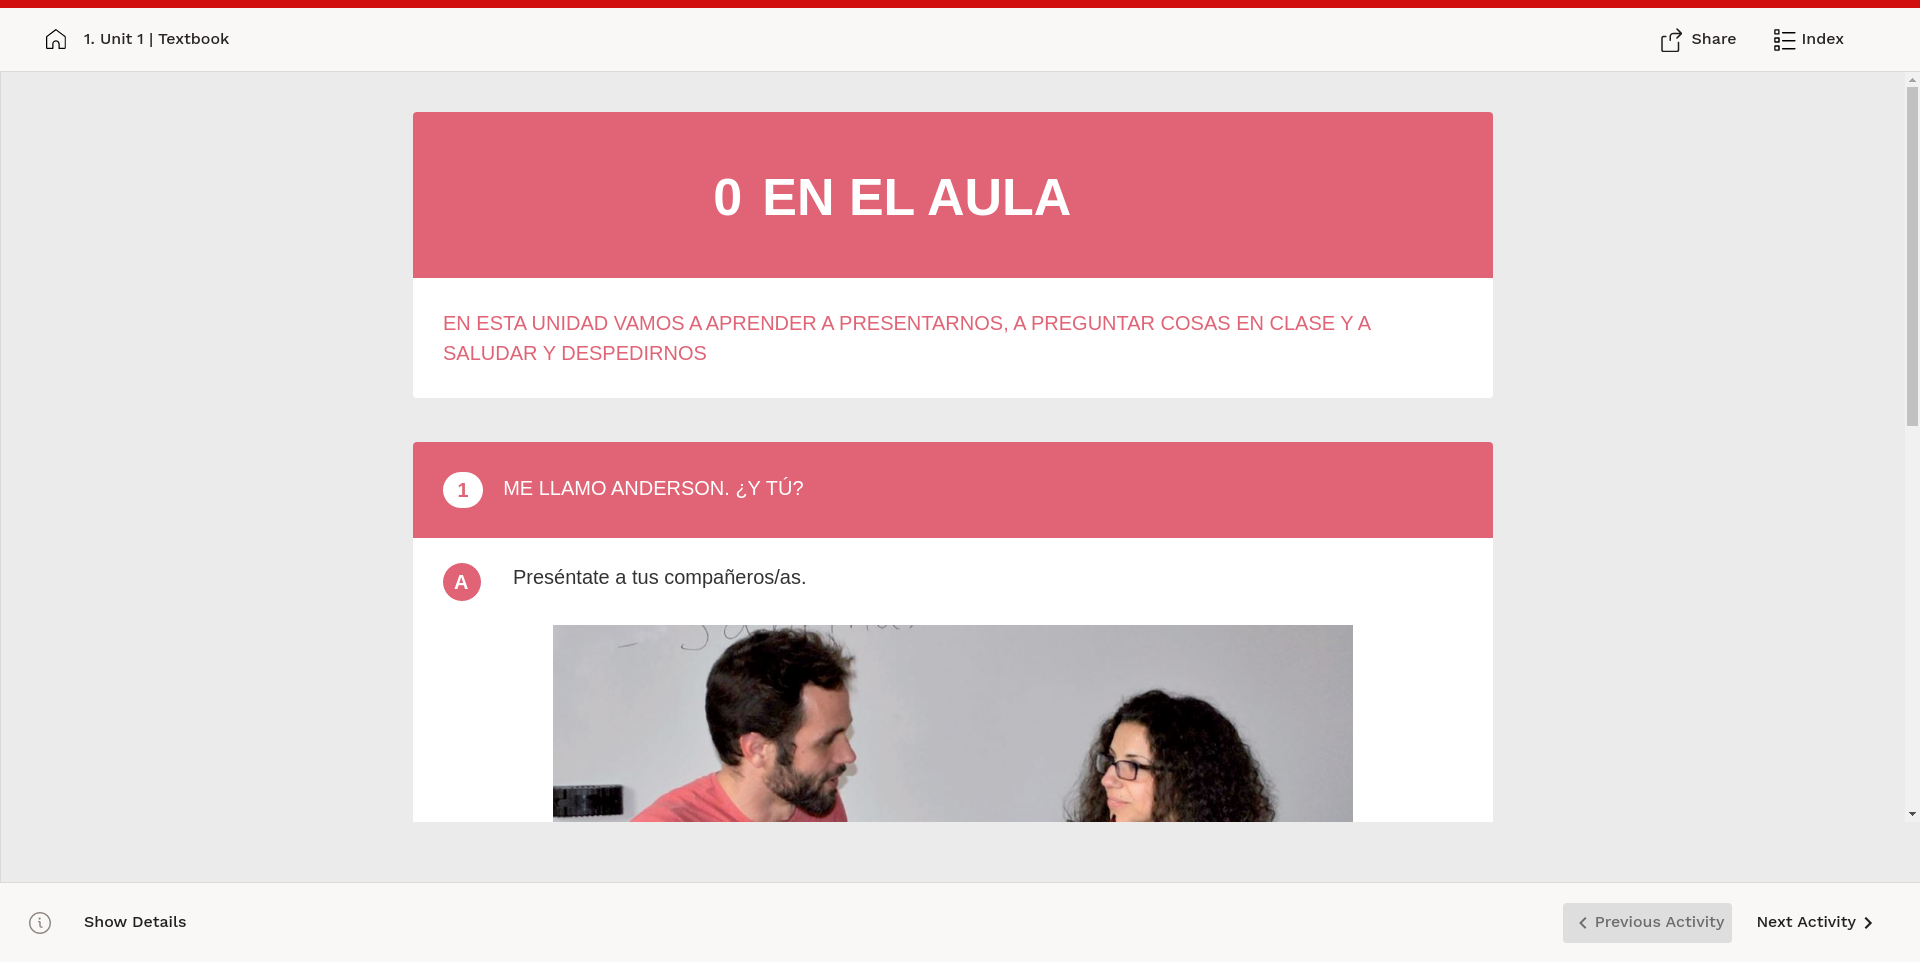 1. Unit 1 | Textbook
Share
Index
0 EN EL AULA
EN ESTA UNIDAD VAMOS A APRENDER A PRESENTARNOS, A PREGUNTAR COSAS EN CLASE Y A
SALUDAR Y DESPEDIRNOS
1 ME LLAMO ANDERSON. ¿Y TÚ?
A Preséntate a tus compañeros/as.
Show Details
Previous Activity
Next Activity